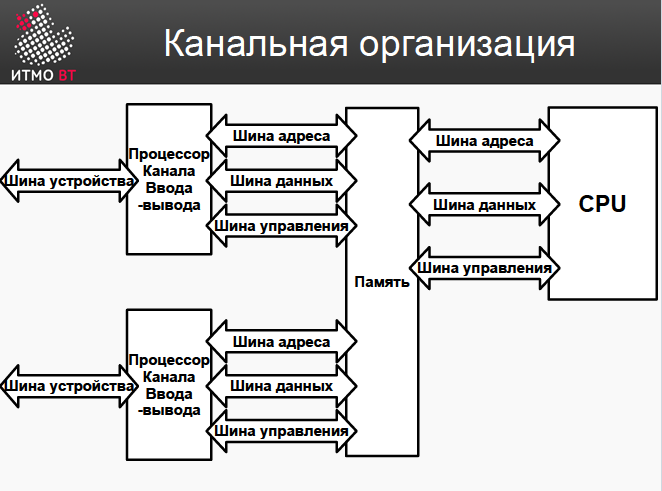 ИТМО ВТ
Канальная организация
Процессор
Канала
Ввода
-вывода
Шина устройства
Шина адреса
Шина данных
Шина управления
Память
Шина адреса
Шина данных
Шина управления
CPU
Процессор
Канала
Ввода
-вывода
Шина устройства
Шина адреса
Шина данных
Шина управления